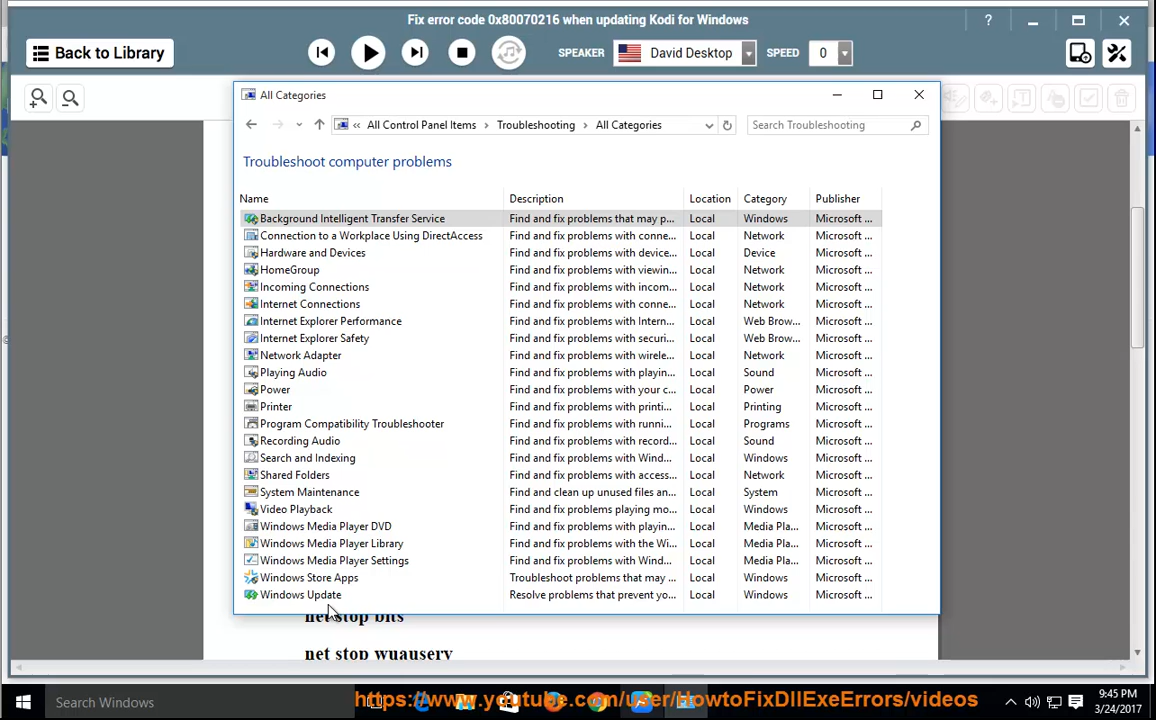 Fix error code 0x80070216 when updating Kodi for Windows
Back to Library
SPEAKER David Desktop SPEED 0
All Categories
« All Control Panel Items > Troubleshooting > All Categories Search Troubleshooting
Troubleshoot computer problems
Name Description Location Category Publisher
Background Intelligent Transfer Service Find and fix problems that may p... Local Windows Microsoft ...
Connection to a Workplace Using DirectAccess Find and fix problems with conne... Local Network Microsoft ...
Hardware and Devices Find and fix problems with device... Local Device Microsoft ...
HomeGroup Find and fix problems with viewin... Local Network Microsoft ...
Incoming Connections Find and fix problems with incom... Local Network Microsoft ...
Internet Connections Find and fix problems with conne... Local Network Microsoft ...
Internet Explorer Performance Find and fix problems with Intern... Local Web Brow... Microsoft ...
Internet Explorer Safety Find and fix problems with securi... Local Web Brow... Microsoft ...
Network Adapter Find and fix problems with wirele... Local Network Microsoft ...
Playing Audio Find and fix problems with playin... Local Sound Microsoft ...
Power Find and fix problems with your c... Local Power Microsoft ...
Printer Find and fix problems with printi... Local Printing Microsoft ...
Program Compatibility Troubleshooter Find and fix problems with runni... Local Programs Microsoft ...
Recording Audio Find and fix problems with record... Local Sound Microsoft ...
Search and Indexing Find and fix problems with Wind... Local Windows Microsoft ...
Shared Folders Find and fix problems with access... Local Network Microsoft ...
System Maintenance Find and clean up unused files an... Local System Microsoft ...
Video Playback Find and fix problems playing mo... Local Windows Microsoft ...
Windows Media Player DVD Find and fix problems with playin... Local Media Pla... Microsoft ...
Windows Media Player Library Find and fix problems with the Wi... Local Media Pla... Microsoft ...
Windows Media Player Settings Find and fix problems with Wind... Local Media Pla... Microsoft ...
Windows Store Apps Troubleshoot problems that may ... Local Windows Microsoft ...
Windows Update Resolve problems that prevent yo... Local Windows Microsoft ...
net stop bits
net stop wuauserv
Search Windows
https://www.youtube.com/user/HowtoFixDllExeErrors/videos
9:45 PM
3/24/2017